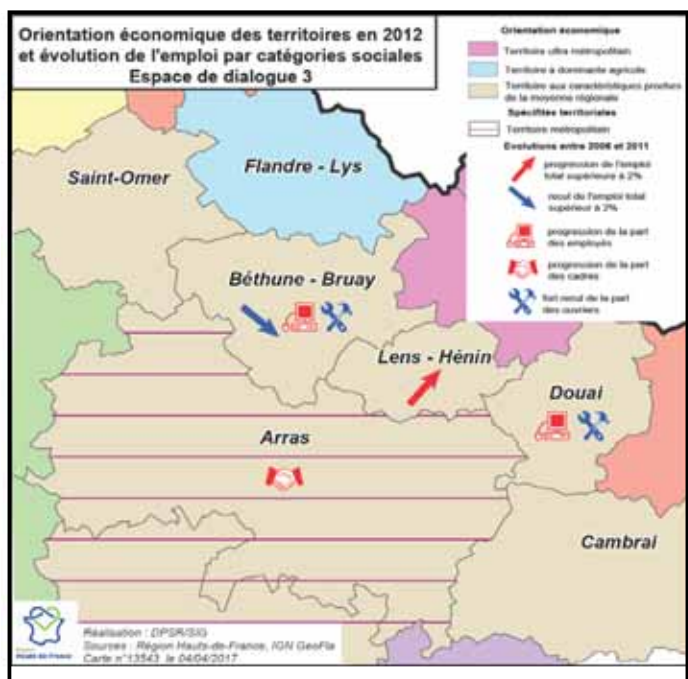 Orientation économique des territoires en 2012
et évolution de l'emploi par catégories sociales
Espace de dialogue 3
Orientation économique
Territoire ultra métropolitain
Territoire à dominante agricole
Territoire aux caractéristiques proches
de la moyenne régionale
Spécifiés territoriales
Territoire métropolitain
Evolutions entre 2006 et 2011
progression de l'emploi
total supérieure à 2%
recul de l'emploi total
supérieur à 2%
progression de la part
des employés
progression de la part
des cadres
fort recul de la part
des ouvriers
Saint-Omer
Flandre - Lys
Béthune - Bruay
Lens - Hénin
Douai
Arras
Cambrai
Réalisation : DPSR/SIG
Sources : Région Hauts-de-France, IGN GeoFla
Carte n°13543 le 04/04/2017
Hauts-de-France